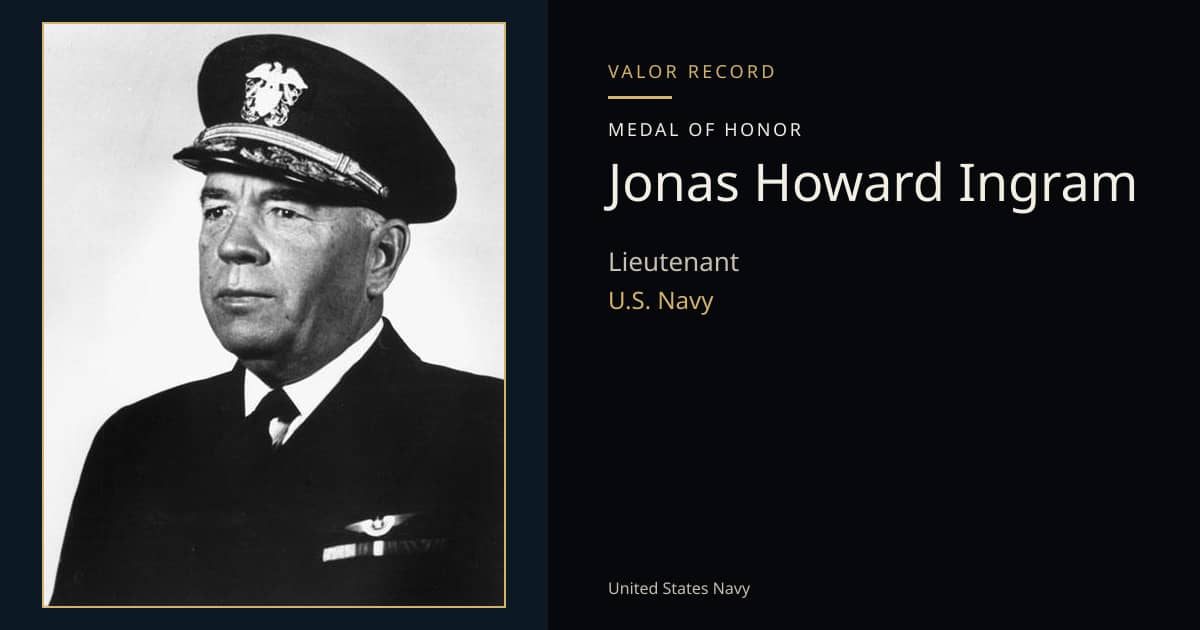 VALOR RECORD
MEDAL OF HONOR
Jonas Howard Ingram
Lieutenant
U.S. Navy
United States Navy